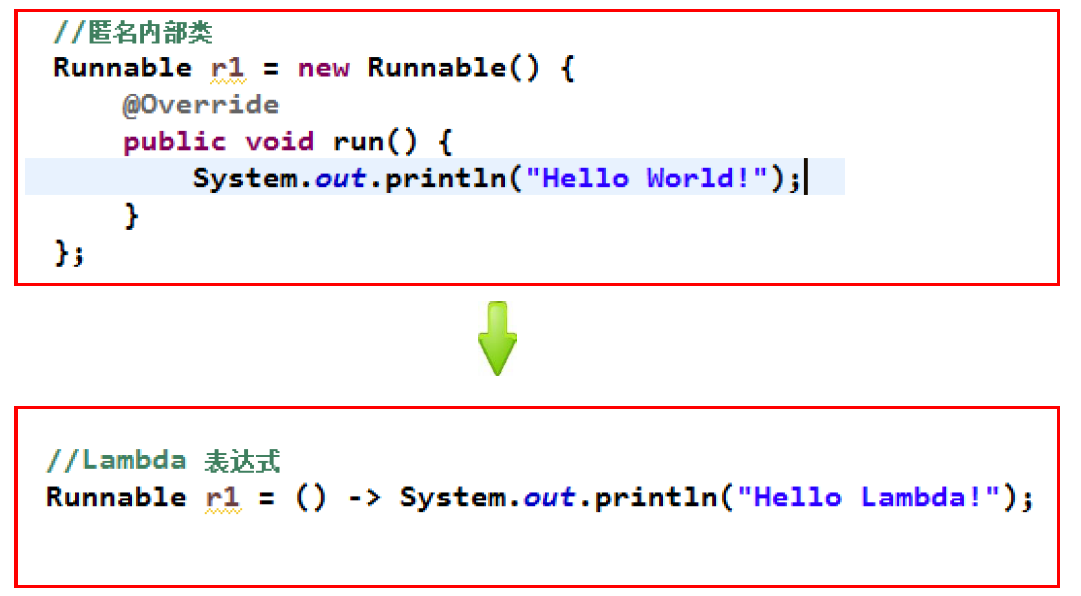 //匿名内部类
Runnable r1 = new Runnable() {
    @Override
    public void run() {
        System.out.println("Hello World!");
    }
};
//Lambda 表达式
Runnable r1 = () -> System.out.println("Hello Lambda!");